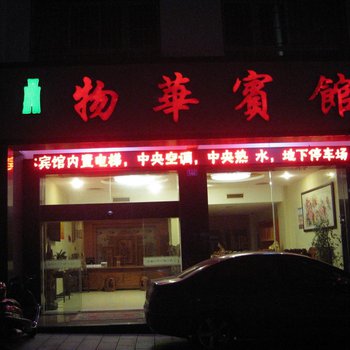 物華賓館
宾馆内置电梯，中央空调，中央热 水，地下停车场